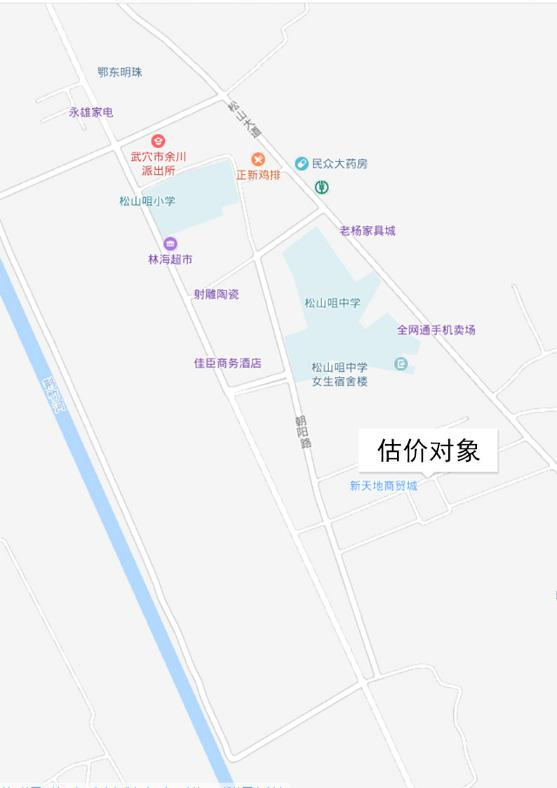 鄂东明珠
永雄家电
松山大道
武穴市余川
派出所
正新鸡排
民众大药房
松山咀小学
老杨家具城
林海超市
射雕陶瓷
松山咀中学
全网通手机卖场
佳臣商务酒店
松山咀中学
女生宿舍楼
朝阳路
估价对象
新天地商贸城